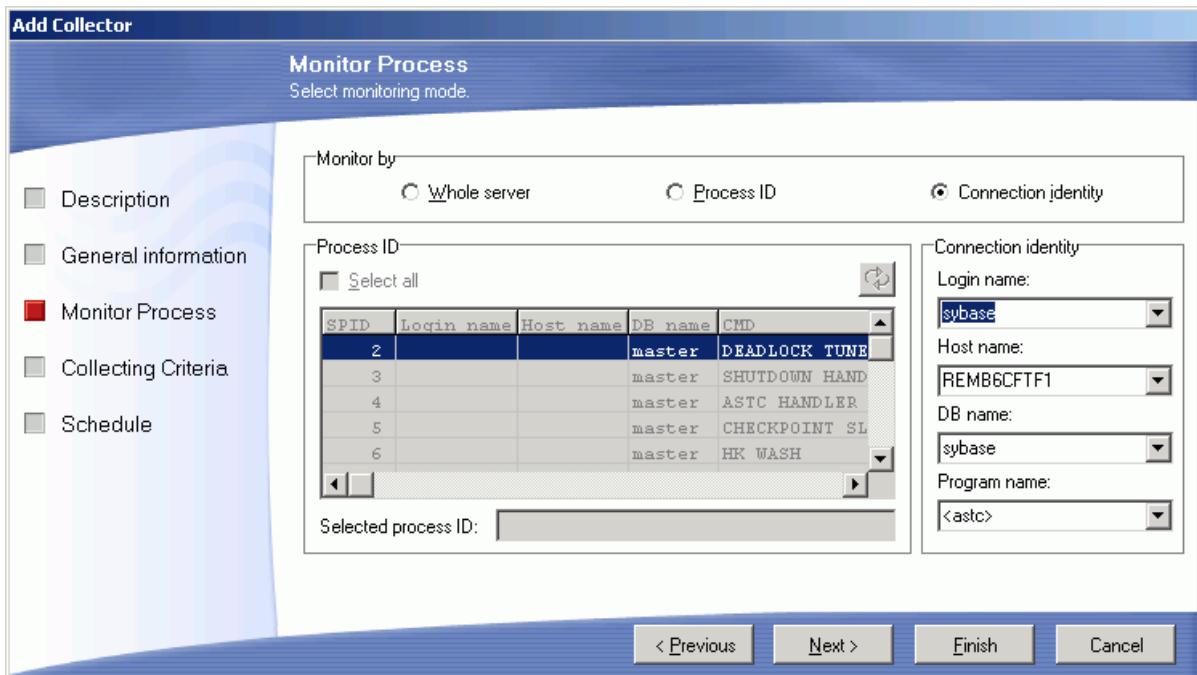 Add Collector
Monitor Process
Select monitoring mode.
Description
General information
Monitor Process
Collecting Criteria
Schedule
Monitor by
Whole server Process ID Connection identity
Process ID
Select all
SPID Login name Host name DB name CMD
2 master DEADLOCK TUNE
3 master SHUTDOWN HAND
4 master ASTC HANDLER
5 master CHECKPOINT SL
6 master HK WASH
Selected process ID:
Connection identity
Login name:
sybase
Host name:
REMB6CFTF1
DB name:
sybase
Program name:
<astc>
< Previous Next > Finish Cancel